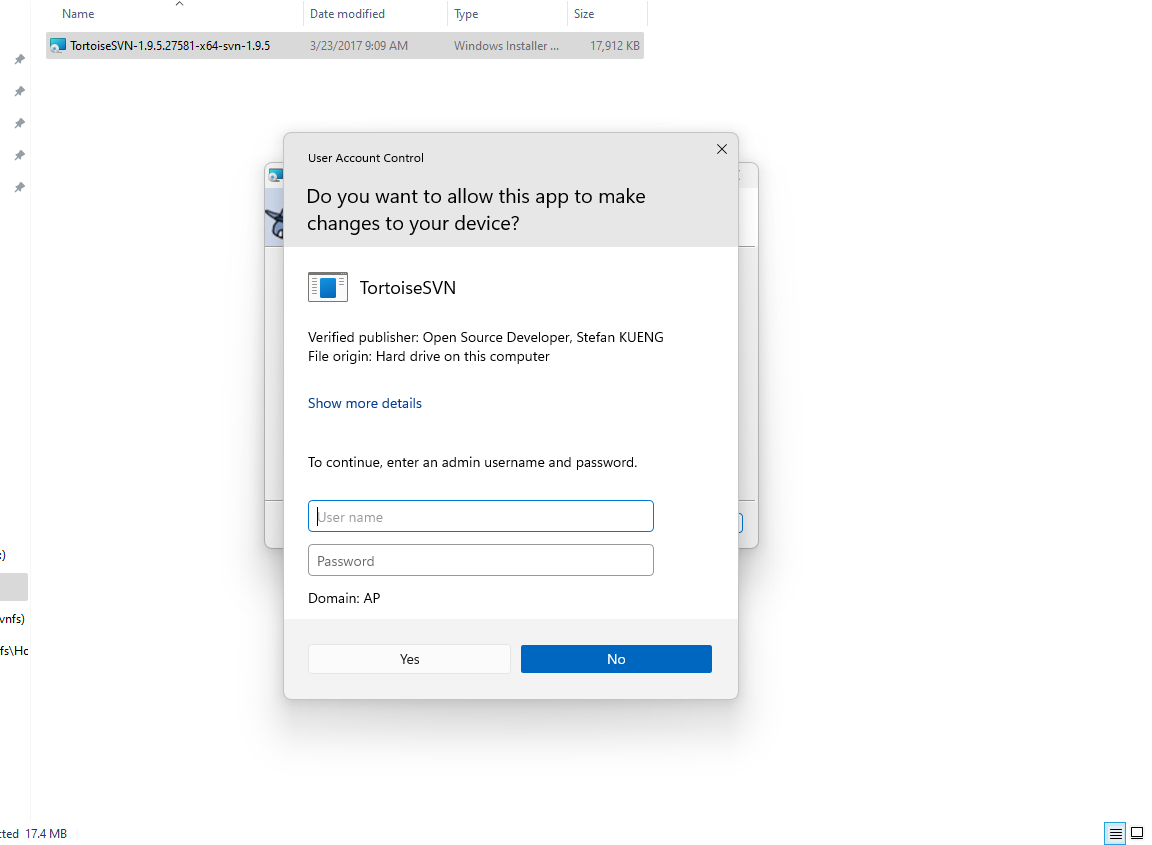 Name Date modified Type Size
TortoiseSVN-1.9.5.27581-x64-svn-1.9.5 3/23/2017 9:09 AM Windows Installer ... 17,912 KB
User Account Control
Do you want to allow this app to make
changes to your device?
TortoiseSVN
Verified publisher: Open Source Developer, Stefan KUENG
File origin: Hard drive on this computer
Show more details
To continue, enter an admin username and password.
User name
:)
Password
Domain: AP
vnfs)
fs\Ho
Yes No
cted 17.4 MB